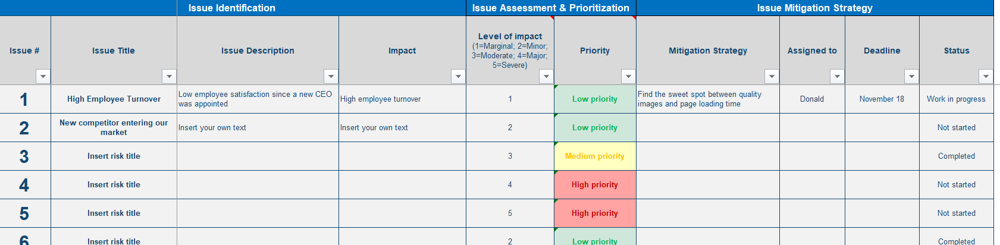 Issue Identification Issue Assessment & Prioritization Issue Mitigation Strategy
Issue # Issue Title Issue Description Impact Level of impact Priority Mitigation Strategy Assigned to Deadline Status
(1=Marginal; 2=Minor;
3=Moderate; 4=Major;
5=Severe)
1 High Employee Turnover Low employee satisfaction since a new CEO High employee turnover 1 Low priority Find the sweet spot between quality Donald November 18 Work in progress
was appointed images and page loading time
2 New competitor entering our Insert your own text Insert your own text 2 Low priority Not started
market
3 Insert risk title 3 Medium priority Completed
4 Insert risk title 4 High priority Not started
5 Insert risk title 5 High priority Not started
6 Insert risk title 2 Low priority Completed